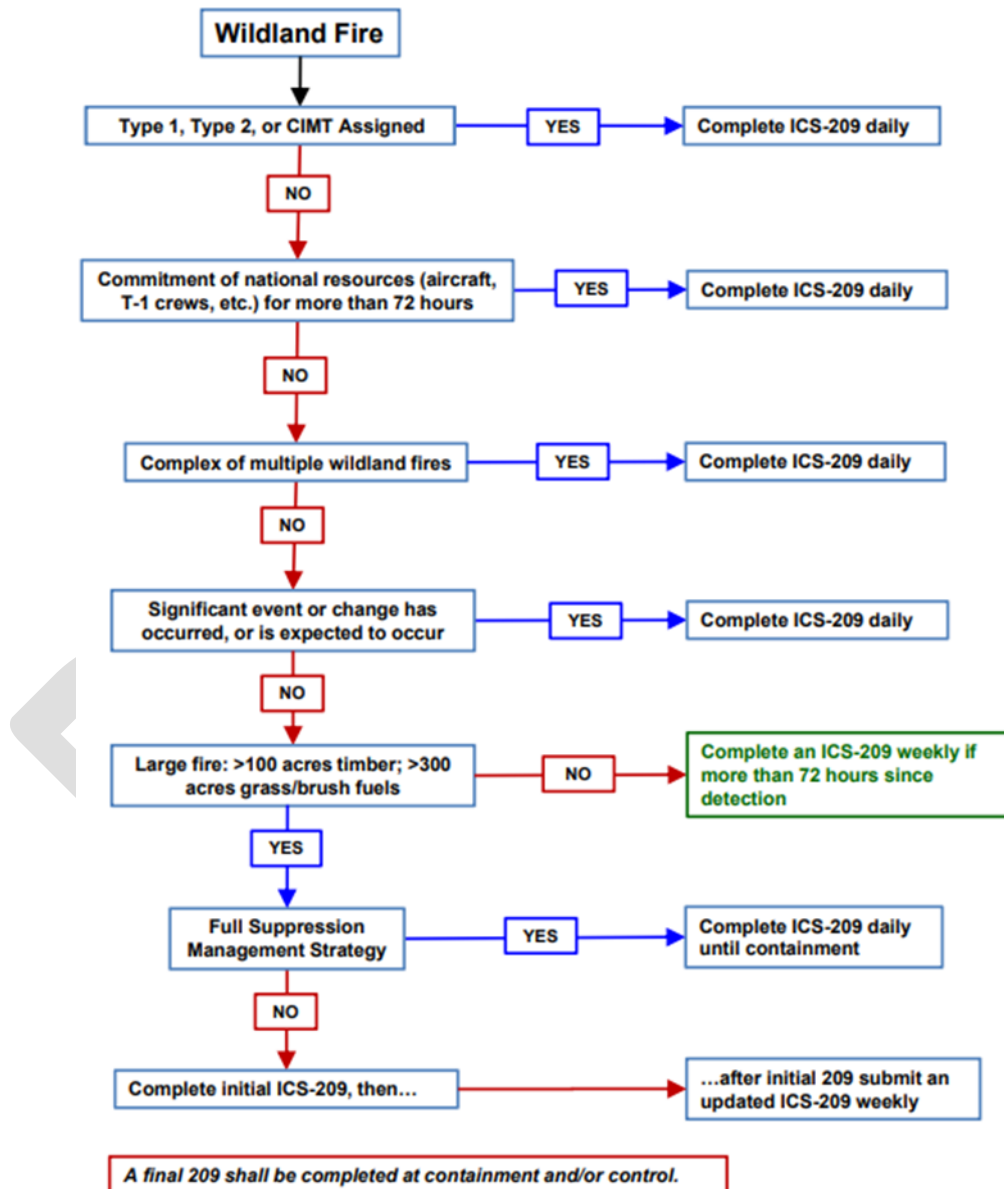 Wildland Fire
Type 1, Type 2, or CIMT Assigned
YES
Complete ICS-209 daily
NO
Commitment of national resources (aircraft,
T-1 crews, etc.) for more than 72 hours
YES
Complete ICS-209 daily
NO
Complex of multiple wildland fires
YES
Complete ICS-209 daily
NO
Significant event or change has
occurred, or is expected to occur
YES
Complete ICS-209 daily
NO
Large fire: >100 acres timber; >300
acres grass/brush fuels
NO
Complete an ICS-209 weekly if
more than 72 hours since
detection
YES
Full Suppression
Management Strategy
YES
Complete ICS-209 daily
until containment
NO
Complete initial ICS-209, then…
…after initial 209 submit an
updated ICS-209 weekly
A final 209 shall be completed at containment and/or control.